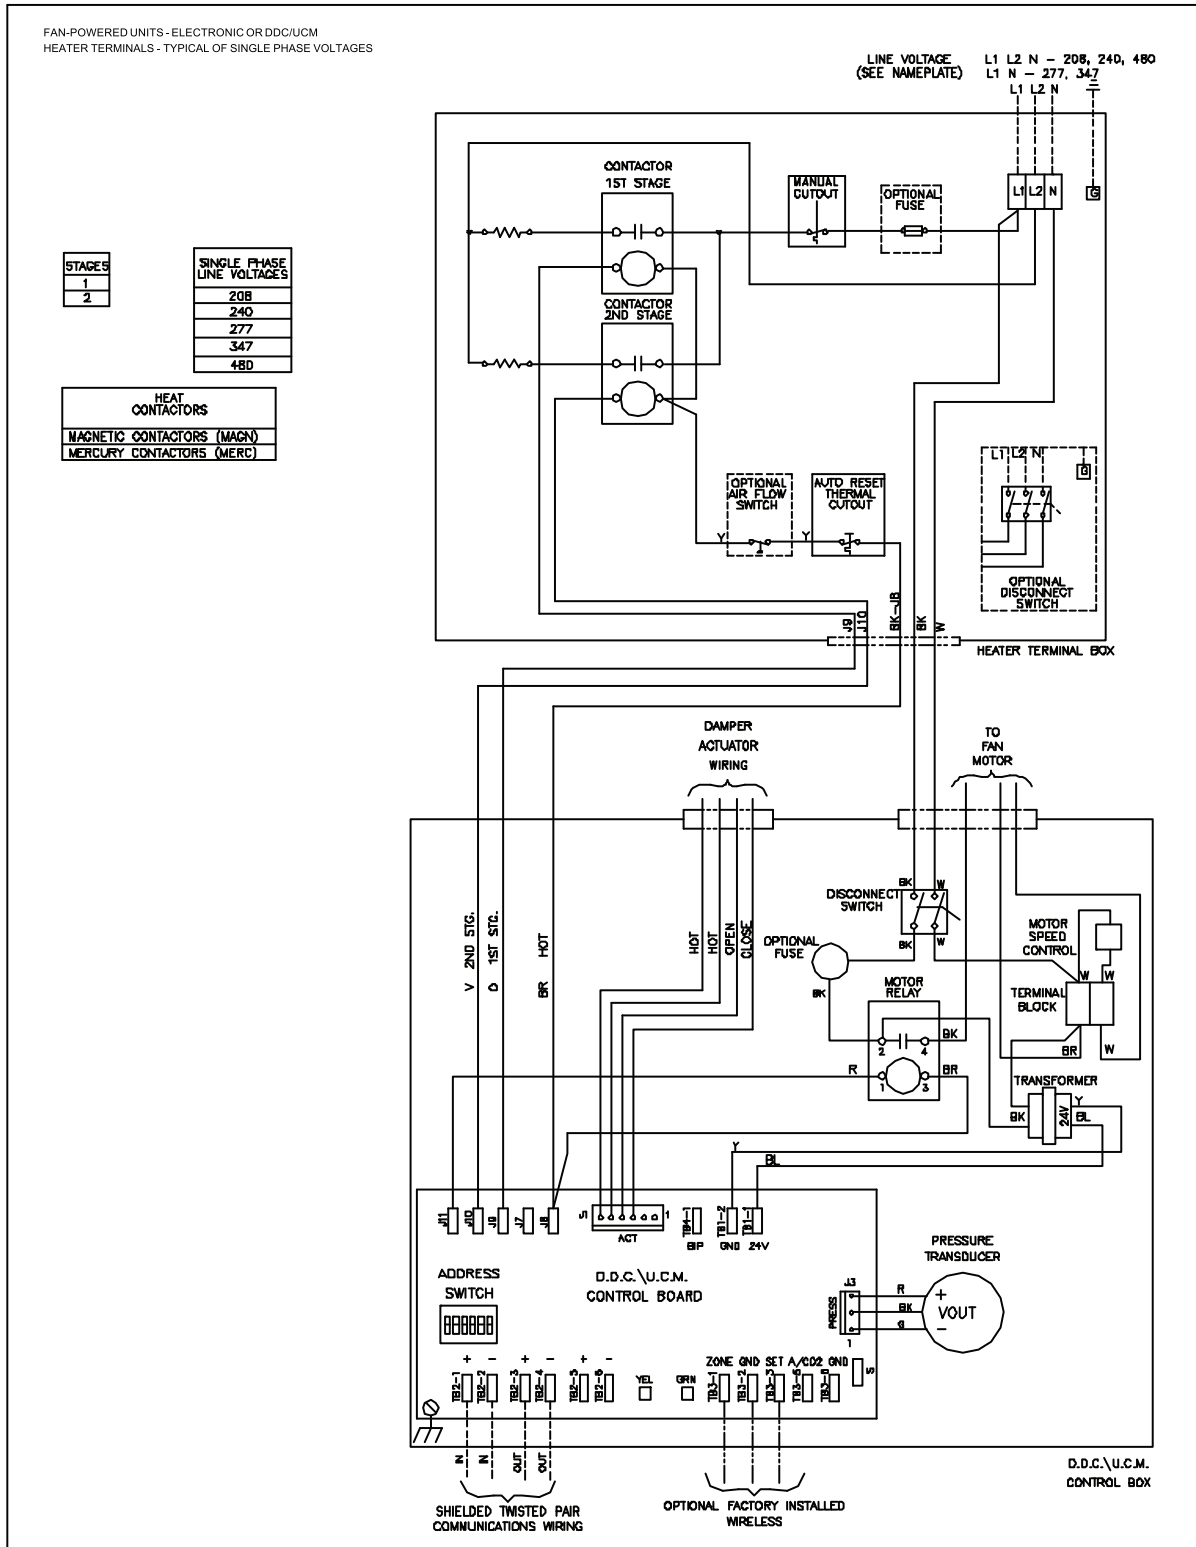 FAN-POWERED UNITS - ELECTRONIC OR DDC/UCM
HEATER TERMINALS - TYPICAL OF SINGLE PHASE VOLTAGES
LINE VOLTAGE
(SEE NAMEPLATE)
L1 L2 N - 208, 240, 480
L1 N - 277, 347
L1 L2 N
CONTACTOR
1ST STAGE
MANUAL
CUTOUT
OPTIONAL
FUSE
L1 L2 N
G
STAGES
1
2
SINGLE PHASE
LINE VOLTAGES
208
240
277
347
480
CONTACTOR
2ND STAGE
HEAT
CONTACTORS
MAGNETIC CONTACTORS (MAGN)
MERCURY CONTACTORS (MERC)
L1 L2 N
G
OPTIONAL
AIR FLOW
SWITCH
AUTO RESET
THERMAL
CUTOUT
Y
Y
OPTIONAL
DISCONNECT
SWITCH
J9
J10
BK-J8
BK
W
HEATER TERMINAL BOX
DAMPER
ACTUATOR
WIRING
TO
FAN
MOTOR
V 2ND STG.
O 1ST STG.
BR HOT
HOT
HOT
OPEN
CLOSE
BK
W
DISCONNECT
SWITCH
BK
W
OPTIONAL
FUSE
BK
MOTOR
SPEED
CONTROL
W
W
TERMINAL
BLOCK
BR
W
MOTOR
RELAY
2
4
BK
R
1
3
BR
TRANSFORMER
BK
24V
Y
BL
Y
BL
J11
J10
J9
J7
J8
J1
1
ACT
TB4-1
BIP
TB1-2
GND
TB1-1
24V
ADDRESS
SWITCH
D.D.C.\U.C.M.
CONTROL BOARD
PRESSURE
TRANSDUCER
J3
PRESS
1
R
BK
G
+
VOUT
-
+ - + - + -
TB2-1
TB2-2
TB2-3
TB2-4
TB2-5
TB2-6
YEL
GRN
ZONE GND SET A/CO2 GND
TB3-1
TB3-2
TB3-3
TB3-5
TB3-6
IN
IN
OUT
OUT
SHIELDED TWISTED PAIR
COMMUNICATIONS WIRING
OPTIONAL FACTORY INSTALLED
WIRELESS
D.D.C.\U.C.M.
CONTROL BOX